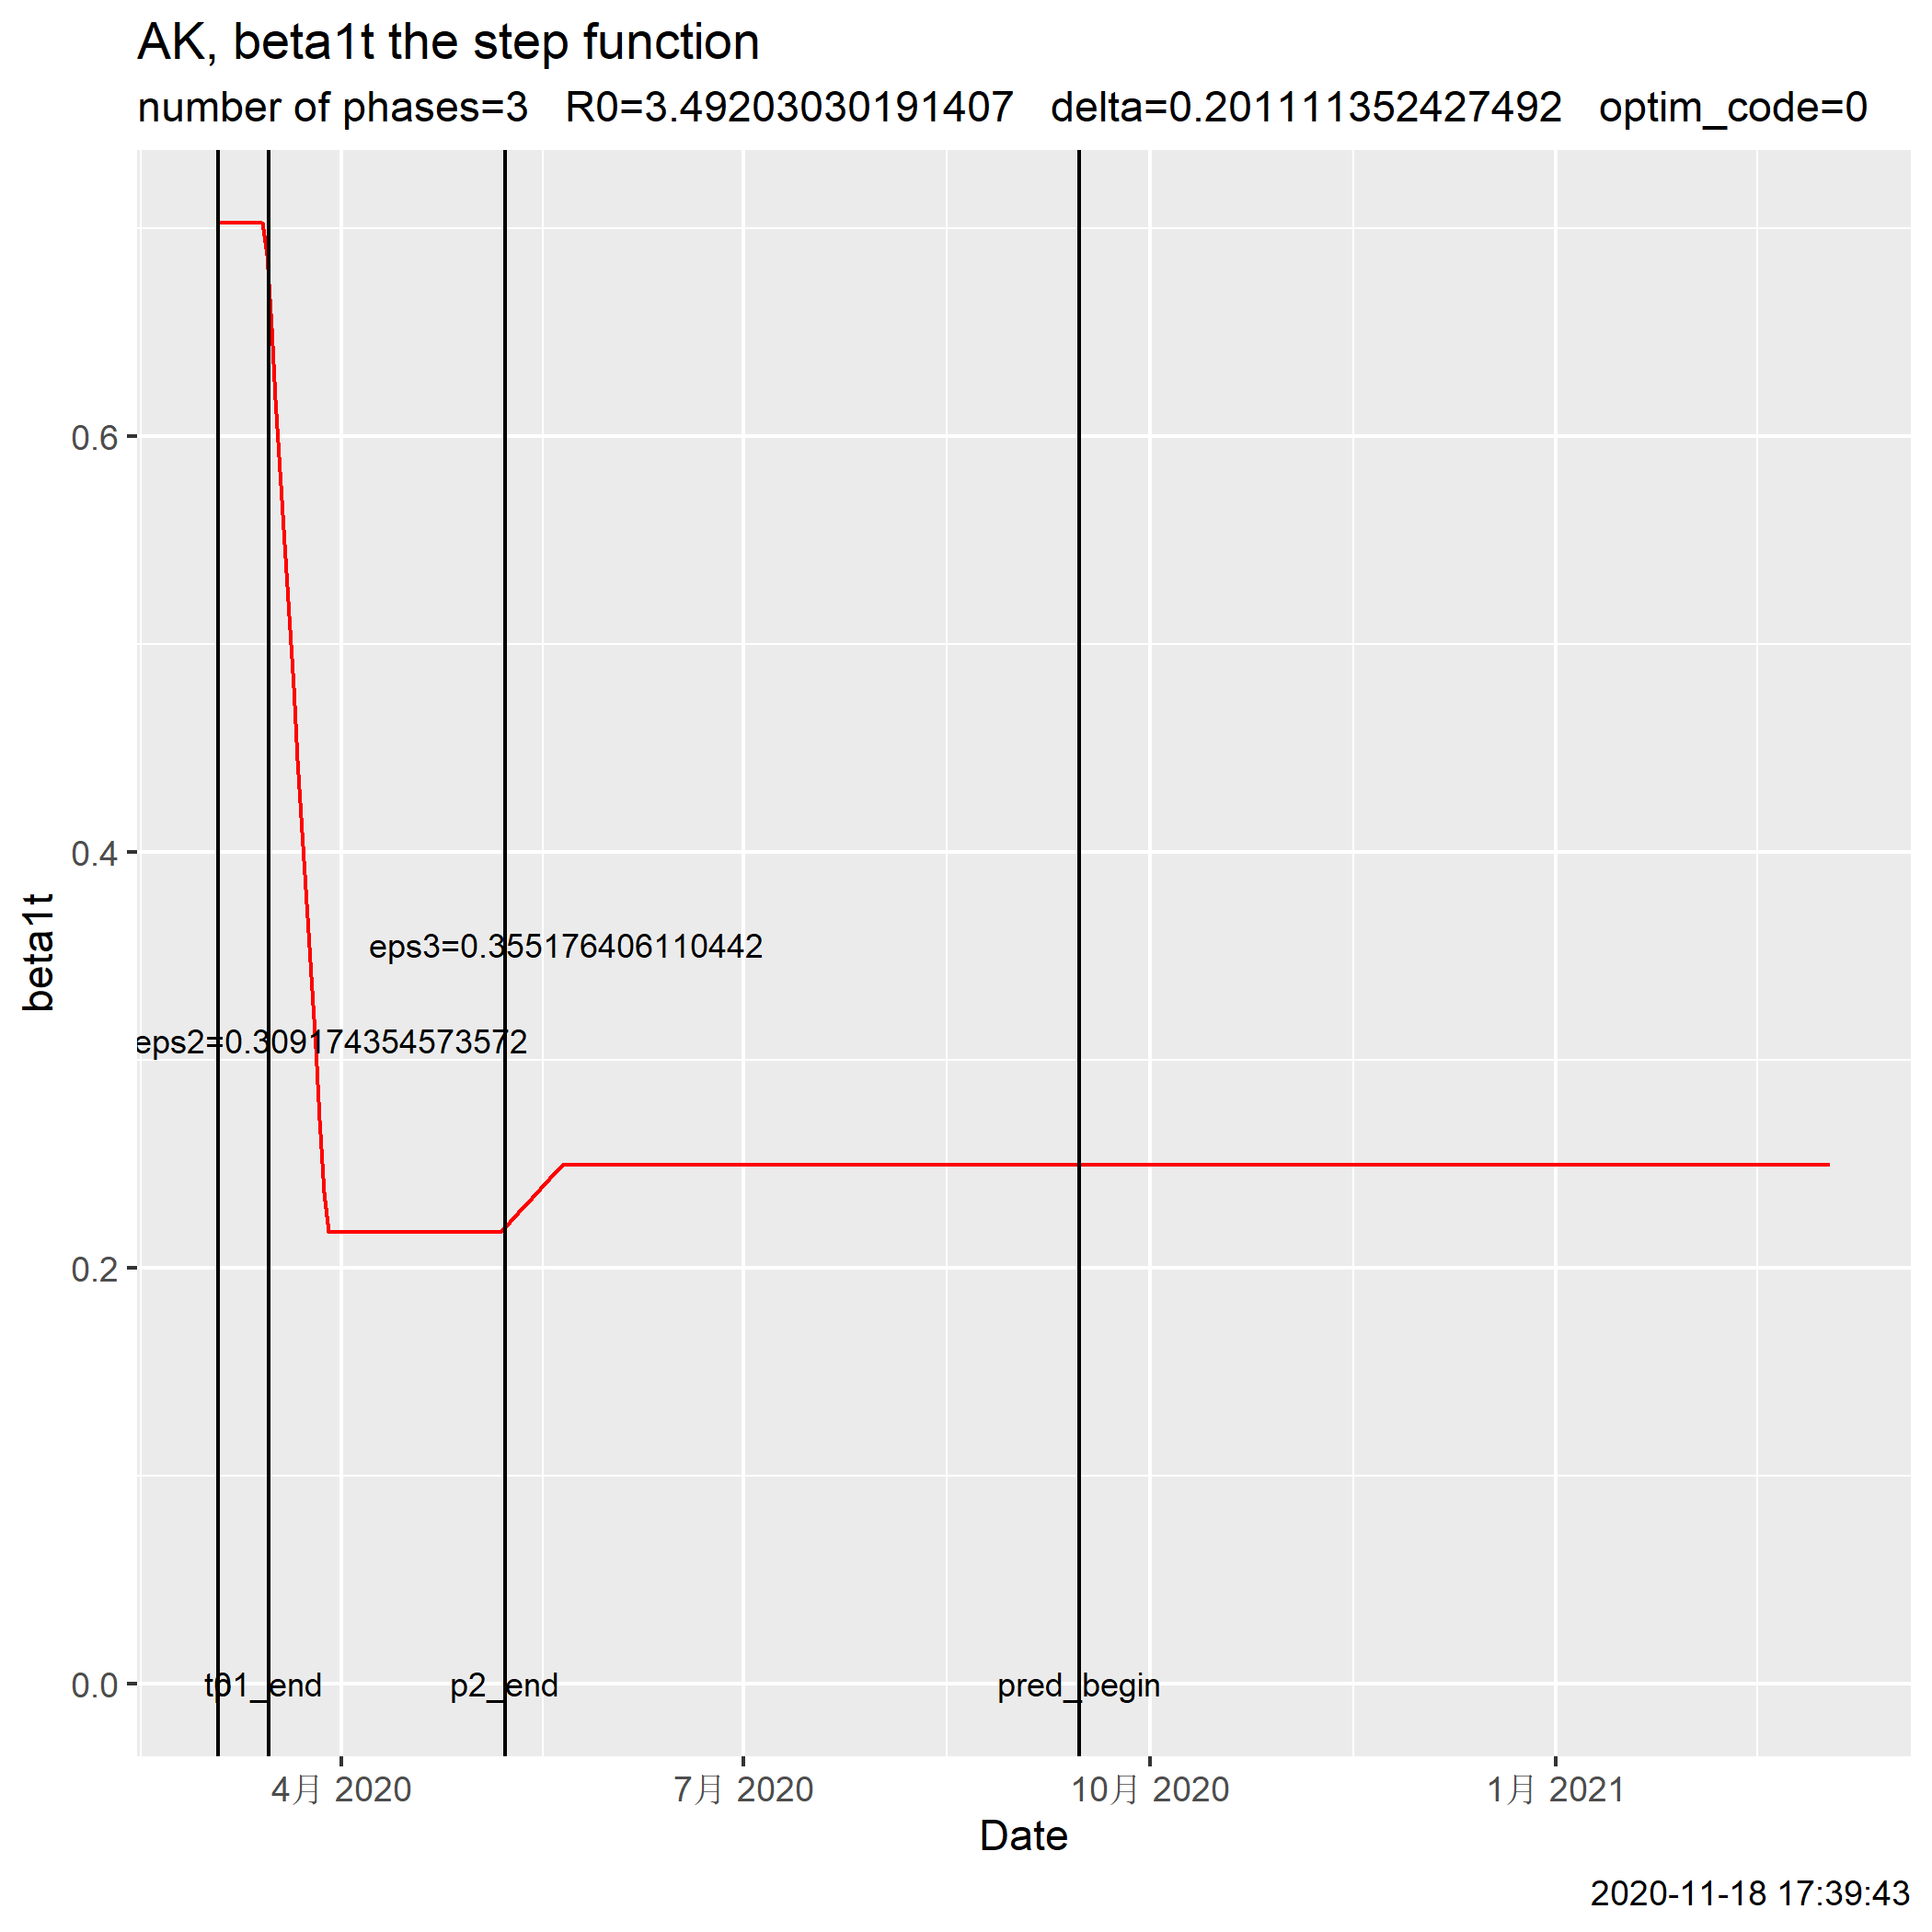 AK, beta1t the step function
number of phases=3 R0=3.49203030191407 delta=0.201111352427492 optim_code=0
beta1t
0.6
0.4
0.2
0.0
eps3=0.355176406110442
eps2=0.309174354573572
p1_end
p2_end
pred_begin
4月 2020
7月 2020
10月 2020
1月 2021
Date
2020-11-18 17:39:43